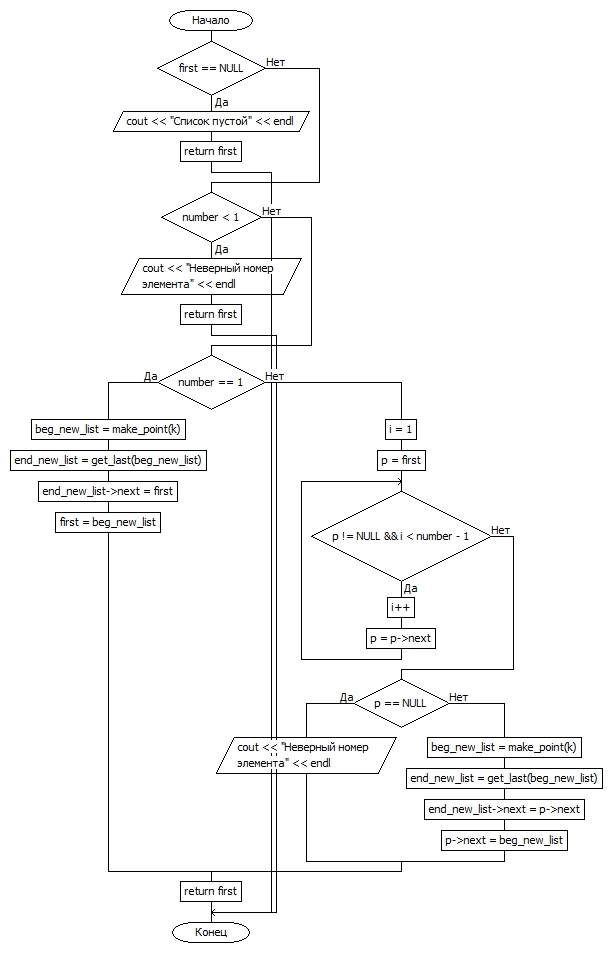 Начало
first == NULL
Нет
Да
cout << "Список пустой" << endl
return first
number < 1
Нет
Да
cout << "Неверный номер
элемента" << endl
return first
number == 1
Да
Нет
beg_new_list = make_point(k)
end_new_list = get_last(beg_new_list)
end_new_list->next = first
first = beg_new_list
i = 1
p = first
p != NULL && i < number - 1
Нет
Да
i++
p = p->next
p == NULL
Да
Нет
cout << "Неверный номер
элемента" << endl
beg_new_list = make_point(k)
end_new_list = get_last(beg_new_list)
end_new_list->next = p->next
p->next = beg_new_list
return first
Конец